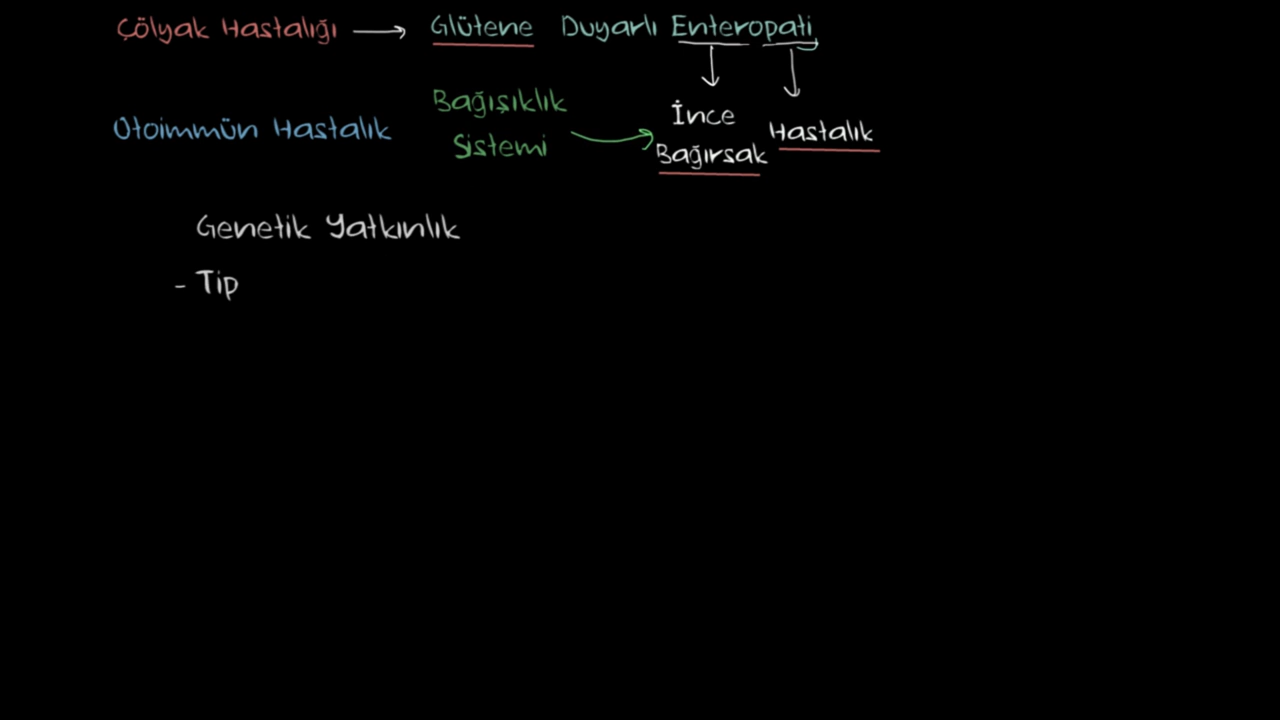 Çölyak Hastalığı → Glütene Duyarlı Enteropati
Otoimmün Hastalık
Bağışıklık
Sistemi
İnce
Bağırsak
Hastalık
Genetik Yatkınlık
- Tip